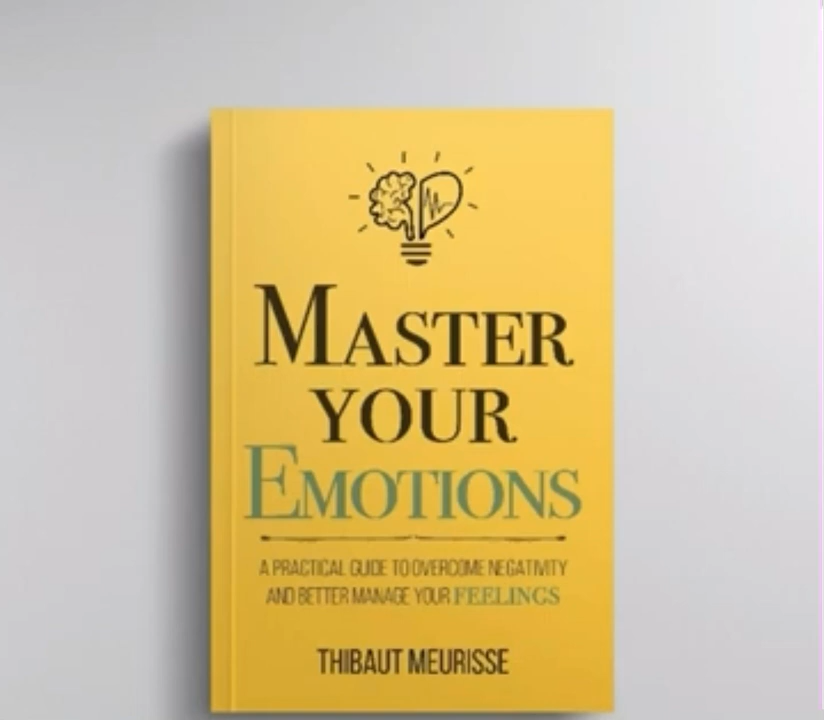 MASTER
YOUR
EMOTIONS
A PRACTICAL GUIDE TO OVERCOME NEGATIVITY
AND BETTER MANAGE YOUR FEELINGS
THIBAUT MEURISSE